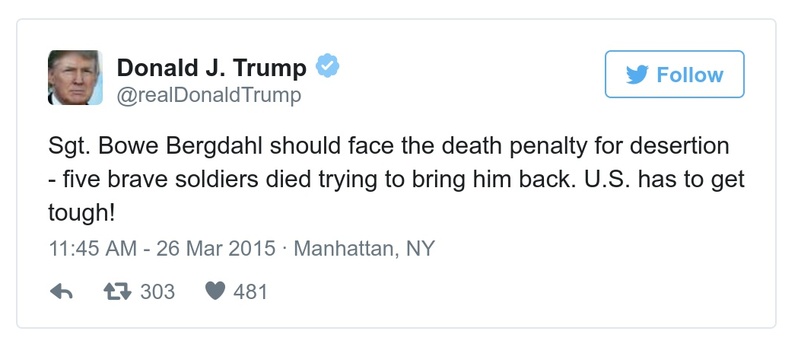 Donald J. Trump
@realDonaldTrump
Follow
Sgt. Bowe Bergdahl should face the death penalty for desertion
- five brave soldiers died trying to bring him back. U.S. has to get
tough!
11:45 AM - 26 Mar 2015 · Manhattan, NY
303 481